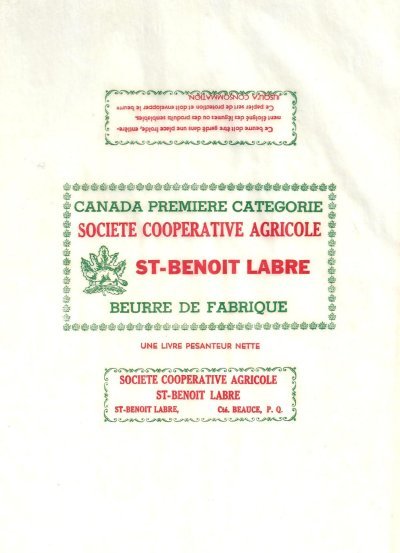 Ce beurre doit être gardé dans une place froide, entière-
ment éloigné des légumes ou des produits semblables.
Ce papier sert de protection et doit envelopper le beurre
JUSQU'A CONSOMMATION
CANADA PREMIERE CATEGORIE
SOCIETE COOPERATIVE AGRICOLE
ST-BENOIT LABRE
BEURRE DE FABRIQUE
UNE LIVRE PESANTEUR NETTE
SOCIETE COOPERATIVE AGRICOLE
ST-BENOIT LABRE
ST-BENOIT LABRE, Cté. BEAUCE, P. Q.